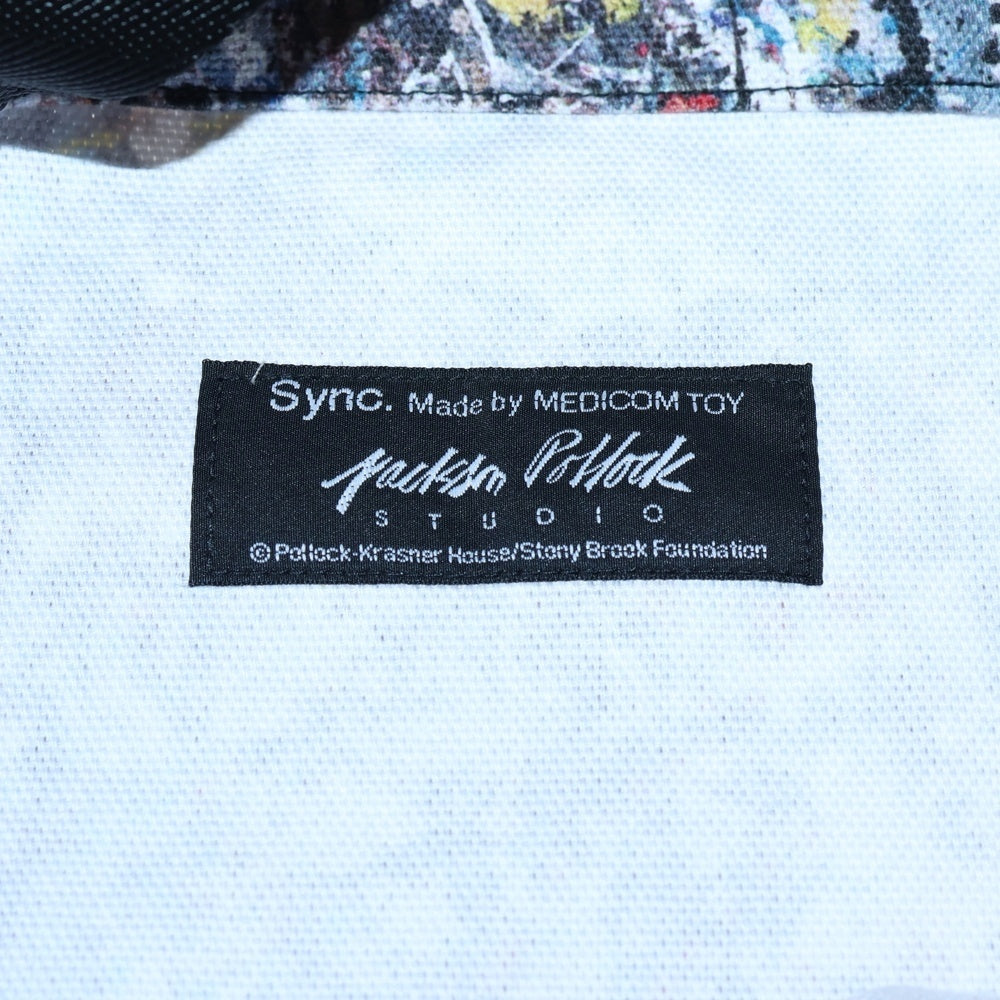 Sync. Made by MEDICOM TOY
Jackson Pollock
STUDIO
© Pollock-Krasner House/Stony Brook Foundation